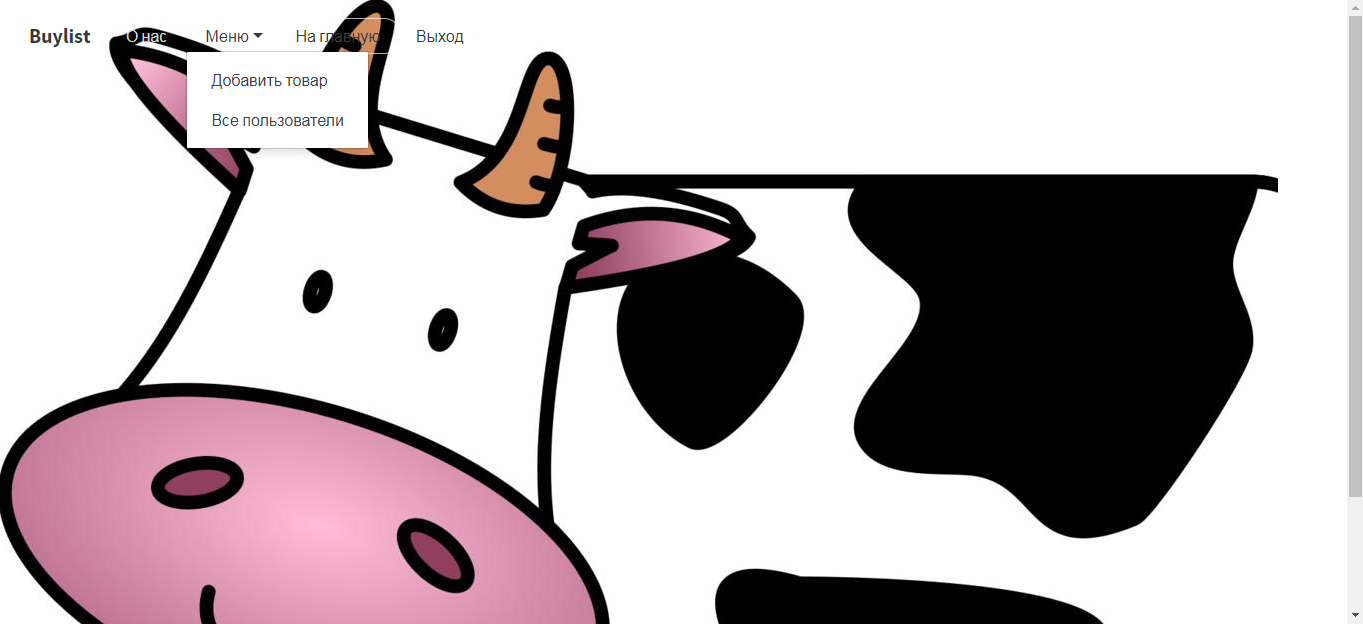 Buylist О нас Меню На главную Выход
Добавить товар
Все пользователи